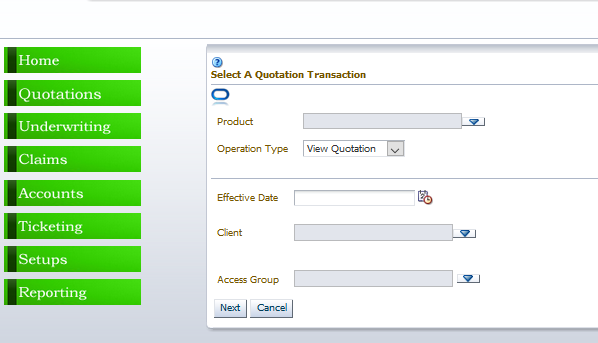 Home
Quotations
Underwriting
Claims
Accounts
Ticketing
Setups
Reporting
?
Select A Quotation Transaction
Product
Operation Type View Quotation
Effective Date
Client
Access Group
Next Cancel